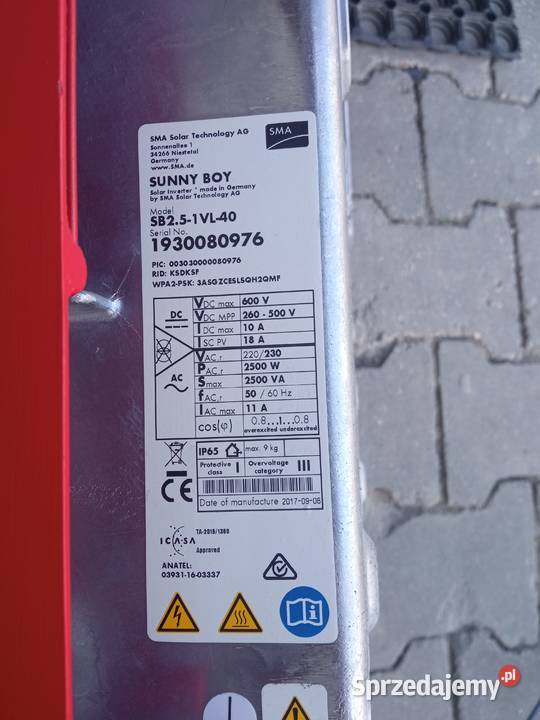 SMA Solar Technology AG
Sonnenallee 1
34266 Niestetal
Germany
www.SMA.de
SMA
SUNNY BOY
Solar Inverter * made in Germany
by SMA Solar Technology AG
Model
SB2.5-1VL-40
Serial No.
1930080976
PIC: 003030000080976
RID: KSDKSF
WPA2-PSK: 3ASGZCESLSQH2QMF
DC
VDC max 600 V
VDC MPP 260 - 500 V
IDC max 10 A
ISC PV 18 A
AC
VAC,r 220/230
PAC,r 2500 W
Smax 2500 VA
fAC,r 50 / 60 Hz
IAC max 11 A
cos(φ) 0.8...1...0.8
overexcited underexcited
IP65 max. 9 kg
Protective class I Overvoltage category III
CE
Date of manufacture 2017-09-06
ICASA
TA-2016/1360
Approved
ANATEL:
03931-16-03337
Sprzedajemy.pl